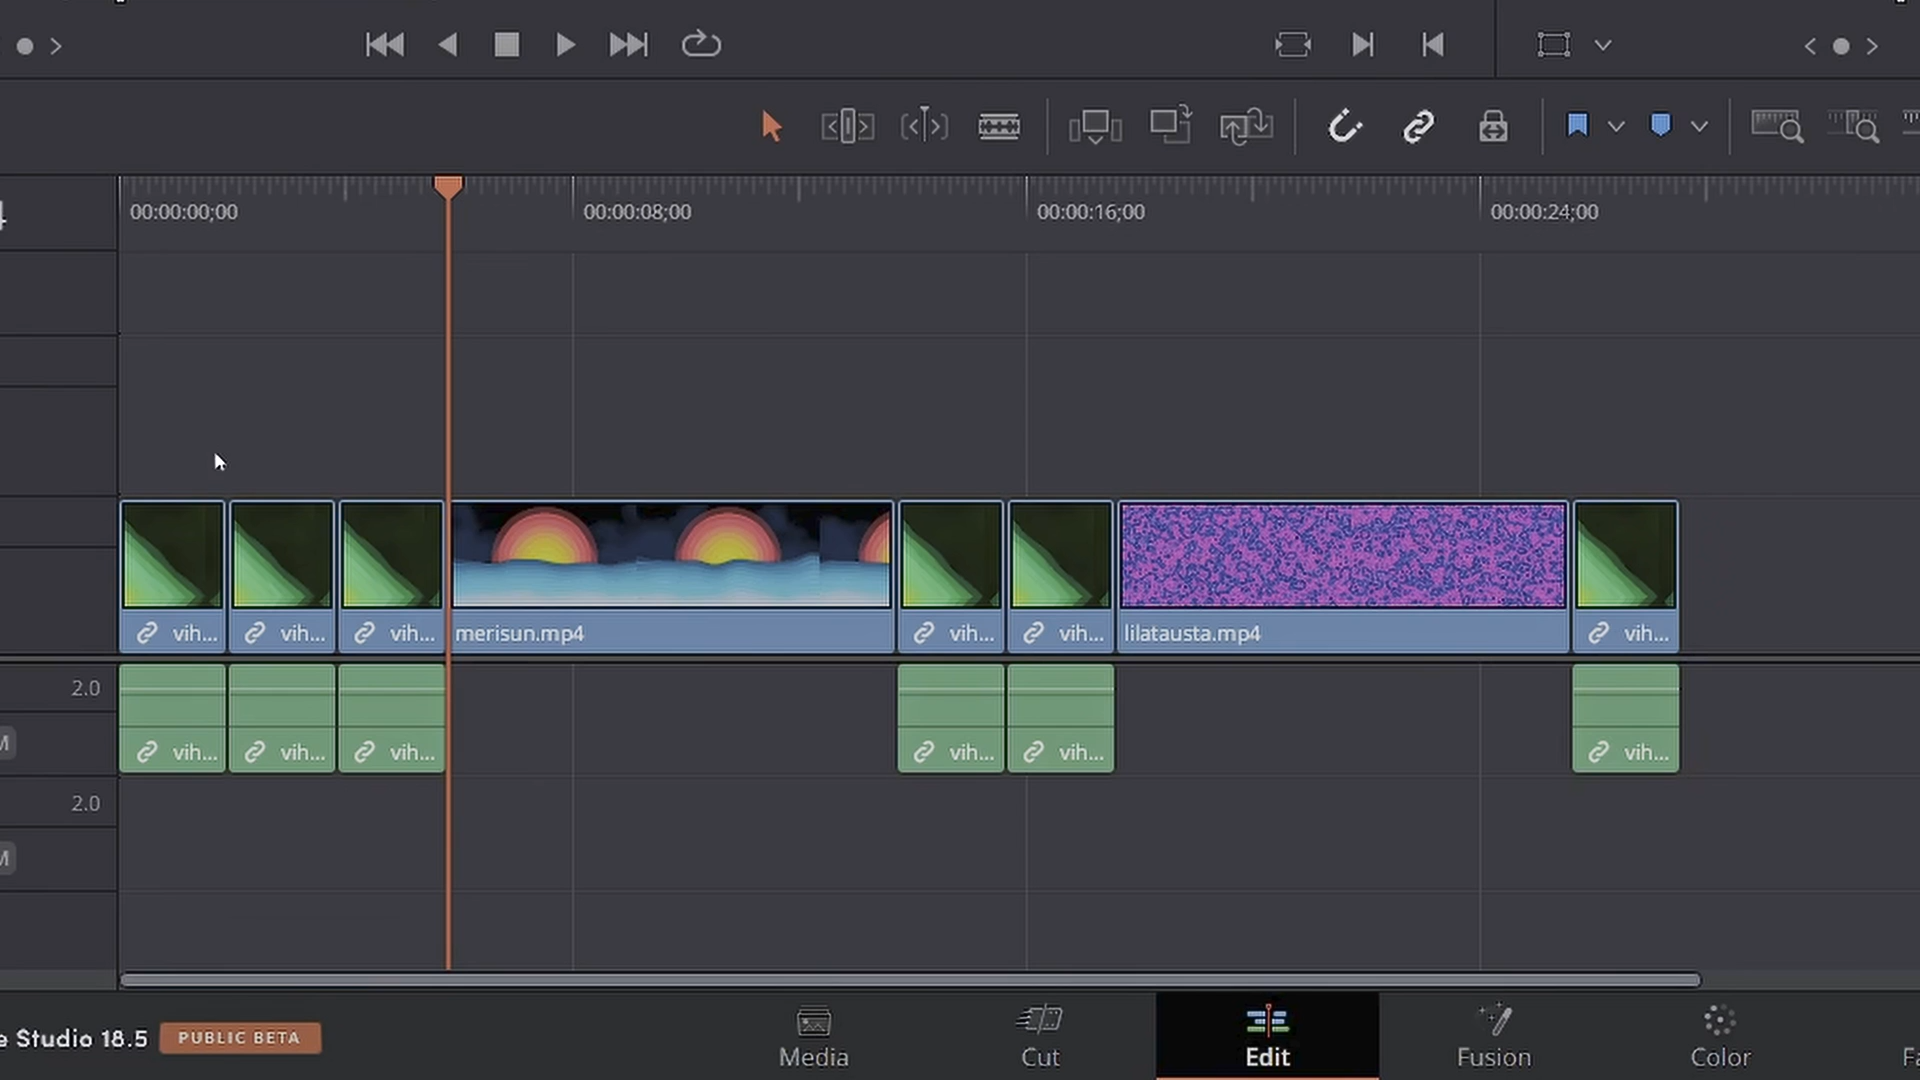 00:00:00;00 00:00:08;00 00:00:16;00 00:00:24;00
vih... vih... vih... merisun.mp4 vih... vih... lilatausta.mp4 vih...
2.0
vih... vih... vih... vih... vih... vih...
M
2.0
M
e Studio 18.5 PUBLIC BETA
Media Cut Edit Fusion Color Fa